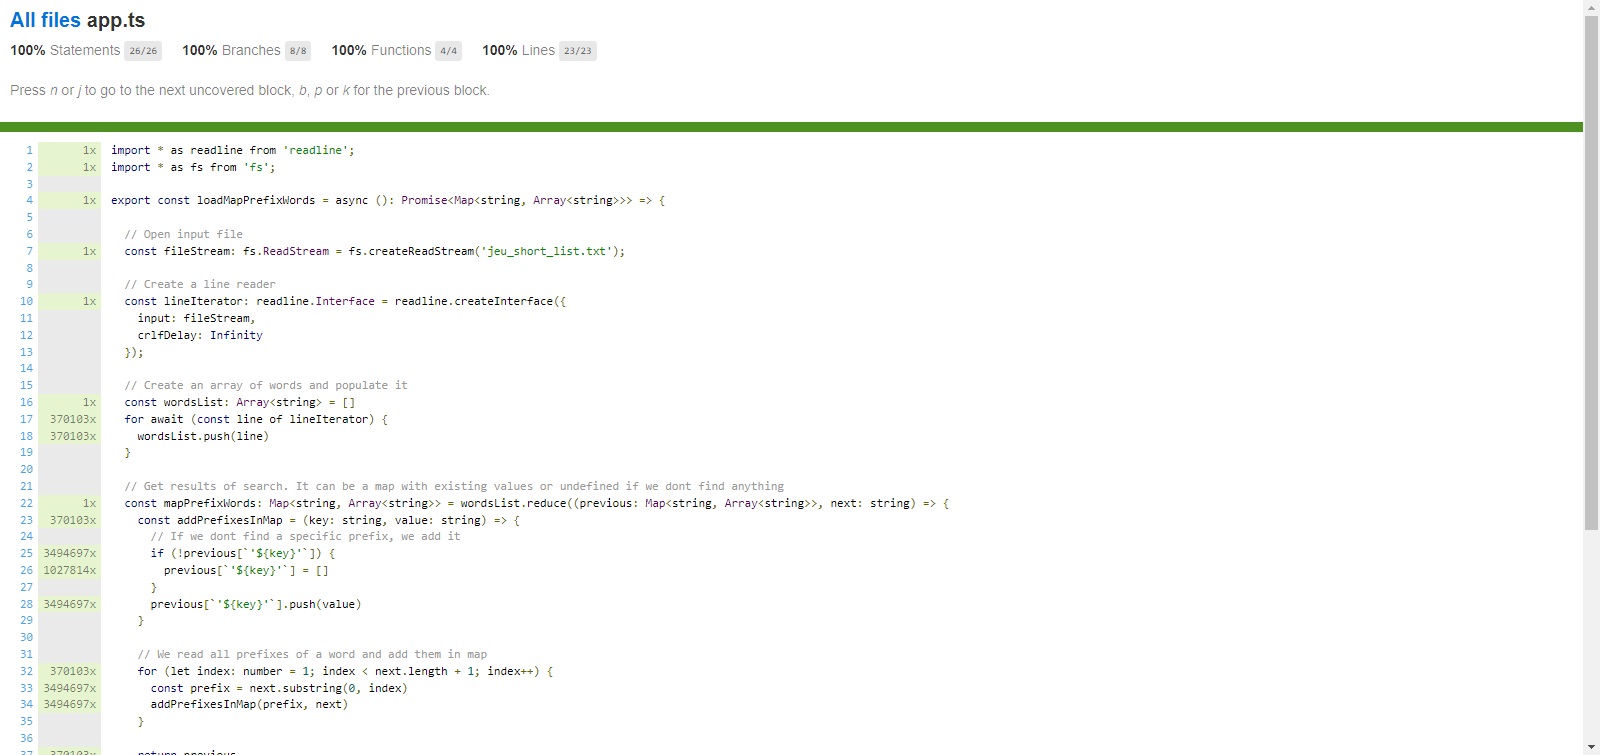 All files app.ts
100% Statements 26/26 100% Branches 8/8 100% Functions 4/4 100% Lines 23/23
Press n or j to go to the next uncovered block, b, p or k for the previous block.
1 1x import * as readline from 'readline';
2 1x import * as fs from 'fs';
3
4 1x export const loadMapPrefixWords = async (): Promise<Map<string, Array<string>>> => {
5
6 // Open input file
7 1x const fileStream: fs.ReadStream = fs.createReadStream('jeu_short_list.txt');
8
9 // Create a line reader
10 1x const lineIterator: readline.Interface = readline.createInterface({
11 input: fileStream,
12 crlfDelay: Infinity
13 });
14
15 // Create an array of words and populate it
16 1x const wordsList: Array<string> = []
17 370103x for await (const line of lineIterator) {
18 370103x wordsList.push(line)
19 }
20
21 // Get results of search. It can be a map with existing values or undefined if we dont find anything
22 1x const mapPrefixWords: Map<string, Array<string>> = wordsList.reduce((previous: Map<string, Array<string>>, next: string) => {
23 370103x const addPrefixesInMap = (key: string, value: string) => {
24 // If we dont find a specific prefix, we add it
25 3494697x if (!previous[`'${key}'`]) {
26 1027814x previous[`'${key}'`] = []
27 }
28 3494697x previous[`'${key}'`].push(value)
29 }
30
31 // We read all prefixes of a word and add them in map
32 370103x for (let index: number = 1; index < next.length + 1; index++) {
33 3494697x const prefix = next.substring(0, index)
34 3494697x addPrefixesInMap(prefix, next)
35 }
36
37 370103x return previous